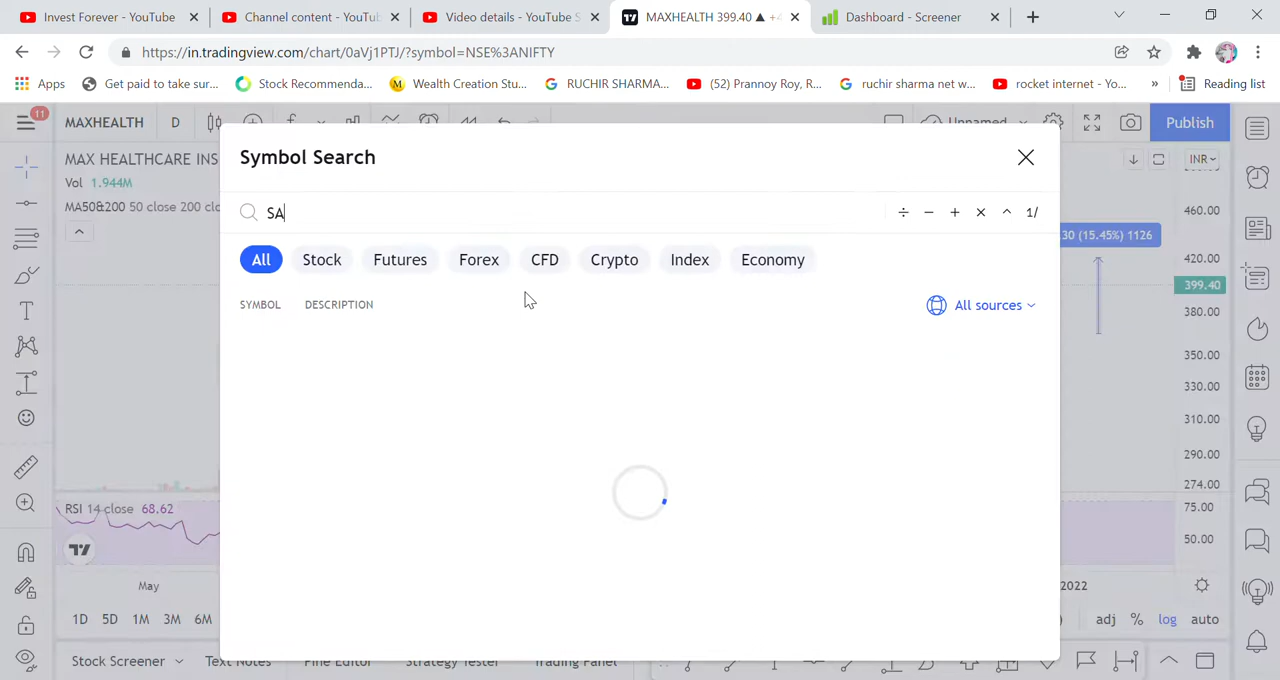 Invest Forever - YouTube
Channel content - YouTu
Video details - YouTube S
MAXHEALTH 399.40 ▲ +4
Dashboard - Screener
https://in.tradingview.com/chart/0aVj1PTJ/?symbol=NSE%3ANIFTY
Apps
Get paid to take sur...
Stock Recommenda...
Wealth Creation Stu...
RUCHIR SHARMA...
(52) Prannoy Roy, R...
ruchir sharma net w...
rocket internet - Yo...
»
Reading list
11
MAXHEALTH
D
Unnamed
Publish
MAX HEALTHCARE INS
Vol 1.944M
MA50&200 50 close 200 clo
Symbol Search
SA
÷ − + × ^ 1/
All
Stock
Futures
Forex
CFD
Crypto
Index
Economy
SYMBOL
DESCRIPTION
All sources
INR
460.00
30 (15.45%) 1126
420.00
399.40
380.00
350.00
330.00
310.00
290.00
274.00
RSI 14 close 68.62
75.00
50.00
May
2022
1D 5D 1M 3M 6M
adj % log auto
Stock Screener
Text Notes
Pine Editor
Strategy Tester
Trading Panel